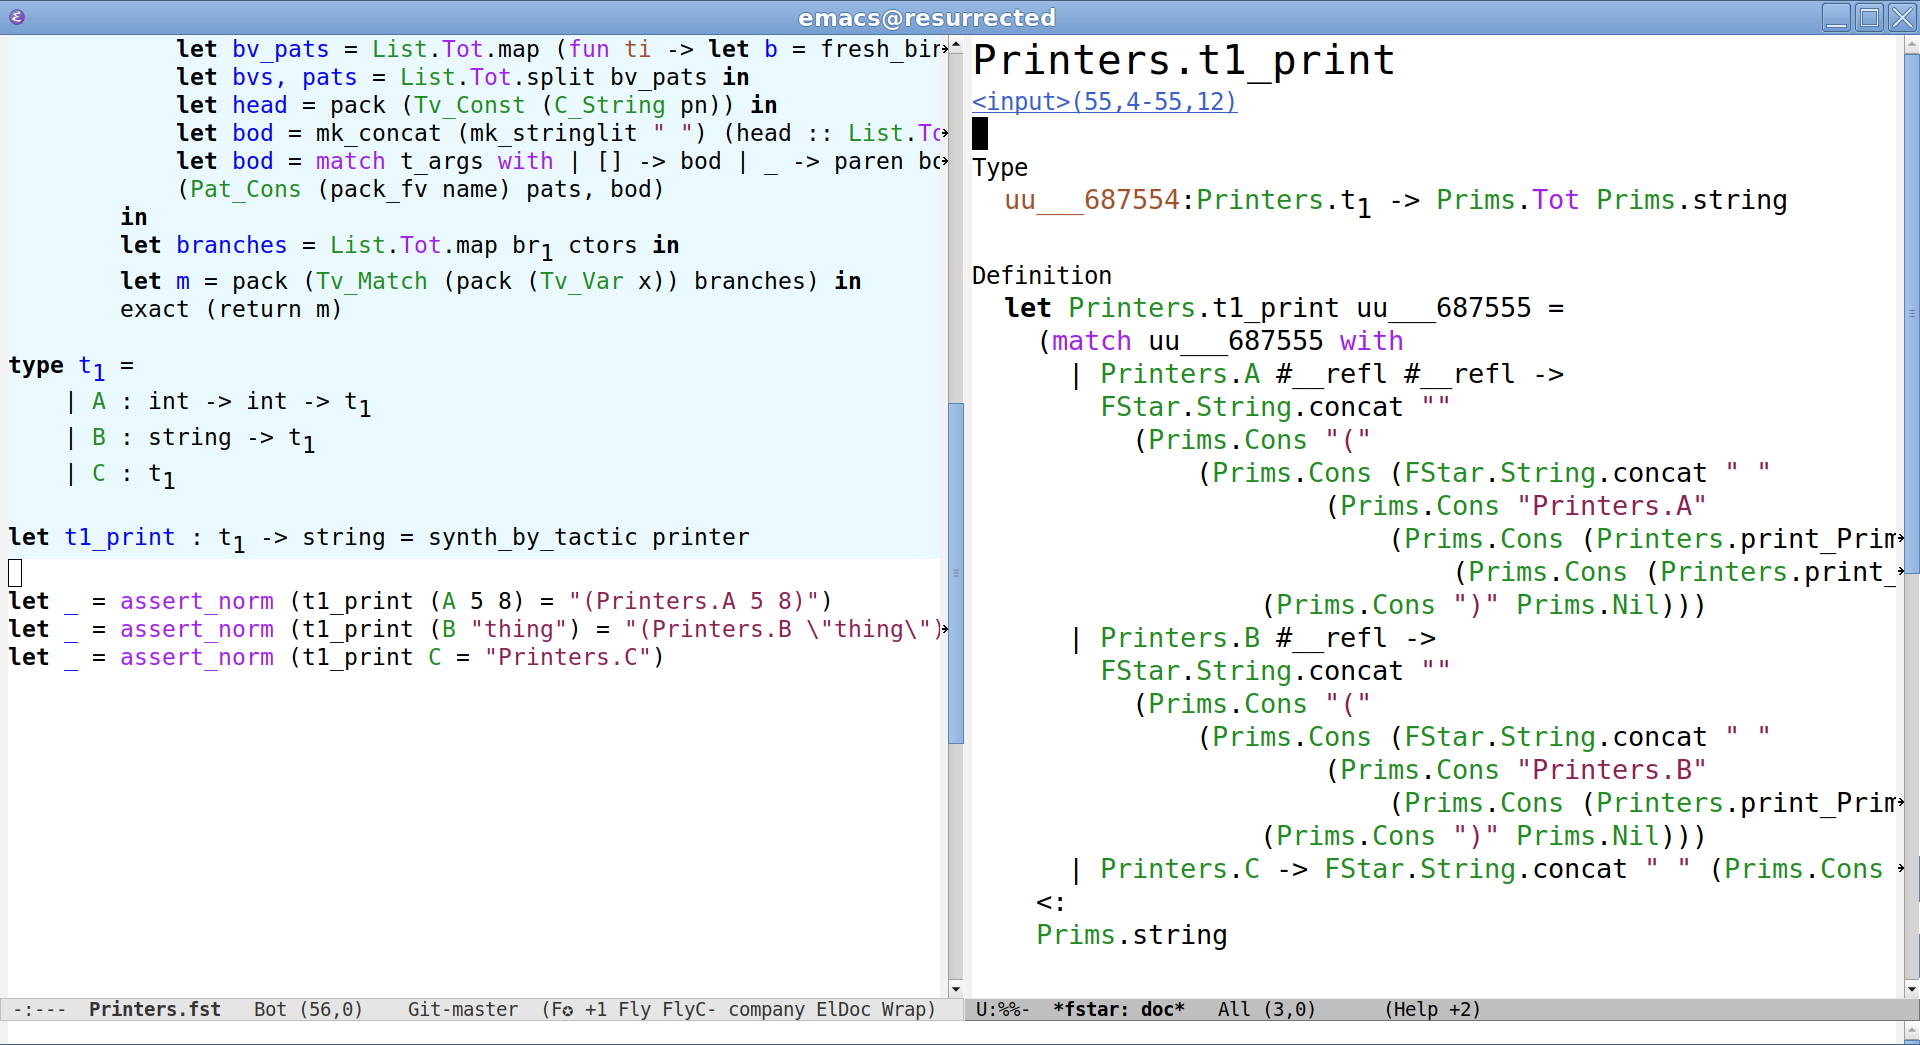 emacs@resurrected
let bv_pats = List.Tot.map (fun ti -> let b = fresh_bin
let bvs, pats = List.Tot.split bv_pats in
let head = pack (Tv_Const (C_String pn)) in
let bod = mk_concat (mk_stringlit " ") (head :: List.To
let bod = match t_args with | [] -> bod | _ -> paren bo
(Pat_Cons (pack_fv name) pats, bod)
in
let branches = List.Tot.map br1 ctors in
let m = pack (Tv_Match (pack (Tv_Var x)) branches) in
exact (return m)
type t1 =
| A : int -> int -> t1
| B : string -> t1
| C : t1
let t1_print : t1 -> string = synth_by_tactic printer
let _ = assert_norm (t1_print (A 5 8) = "(Printers.A 5 8)")
let _ = assert_norm (t1_print (B "thing") = "(Printers.B \"thing\")
let _ = assert_norm (t1_print C = "Printers.C")
-:--- Printers.fst Bot (56,0) Git-master (F✪ +1 Fly FlyC- company ElDoc Wrap)
Printers.t1_print
<input>(55,4-55,12)
Type
uu___687554:Printers.t1 -> Prims.Tot Prims.string
Definition
let Printers.t1_print uu___687555 =
(match uu___687555 with
| Printers.A #__refl #__refl ->
FStar.String.concat ""
(Prims.Cons "("
(Prims.Cons (FStar.String.concat " "
(Prims.Cons "Printers.A"
(Prims.Cons (Printers.print_Prim
(Prims.Cons (Printers.print_
(Prims.Cons ")" Prims.Nil)))
| Printers.B #__refl ->
FStar.String.concat ""
(Prims.Cons "("
(Prims.Cons (FStar.String.concat " "
(Prims.Cons "Printers.B"
(Prims.Cons (Printers.print_Prim
(Prims.Cons ")" Prims.Nil)))
| Printers.C -> FStar.String.concat " " (Prims.Cons
<:
Prims.string
U:%%- *fstar: doc* All (3,0) (Help +2)